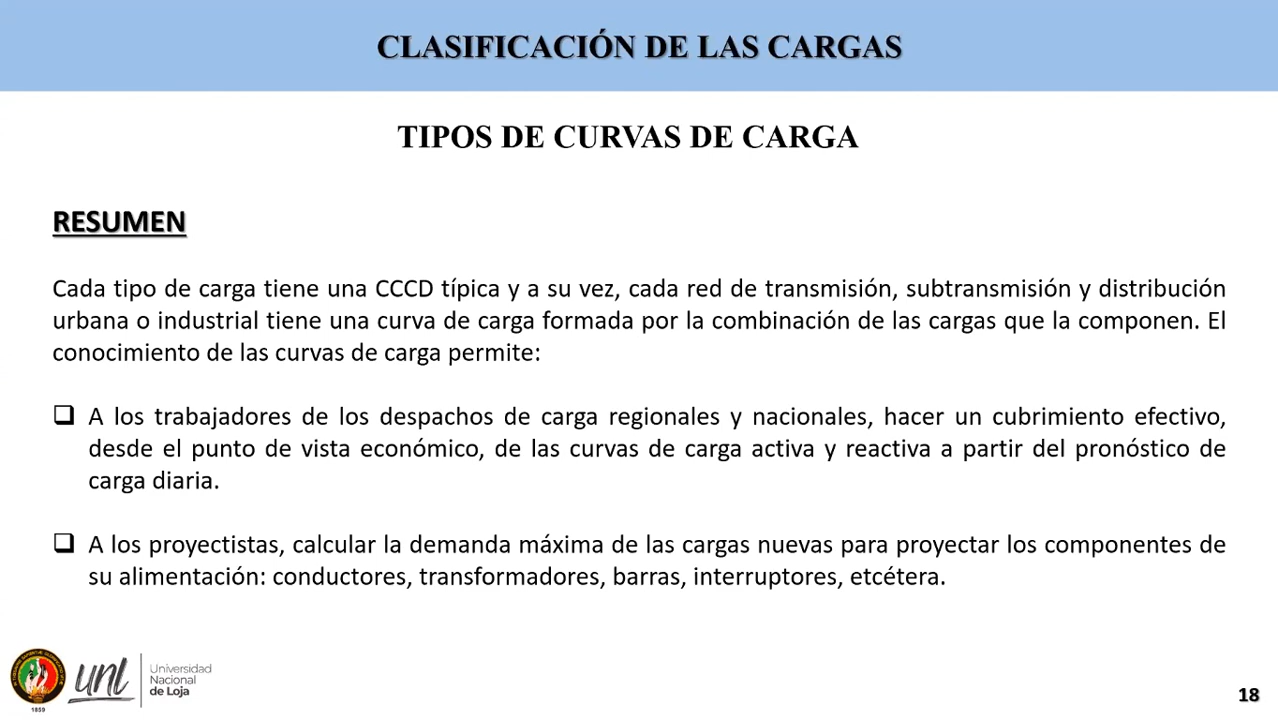 CLASIFICACIÓN DE LAS CARGAS
TIPOS DE CURVAS DE CARGA
RESUMEN
Cada tipo de carga tiene una CCCD típica y a su vez, cada red de transmisión, subtransmisión y distribución
urbana o industrial tiene una curva de carga formada por la combinación de las cargas que la componen. El
conocimiento de las curvas de carga permite:
❑ A los trabajadores de los despachos de carga regionales y nacionales, hacer un cubrimiento efectivo,
desde el punto de vista económico, de las curvas de carga activa y reactiva a partir del pronóstico de
carga diaria.
❑ A los proyectistas, calcular la demanda máxima de las cargas nuevas para proyectar los componentes de
su alimentación: conductores, transformadores, barras, interruptores, etcétera.
1859
unl
Universidad
Nacional
de Loja
18